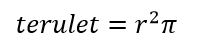 terulet = r²π